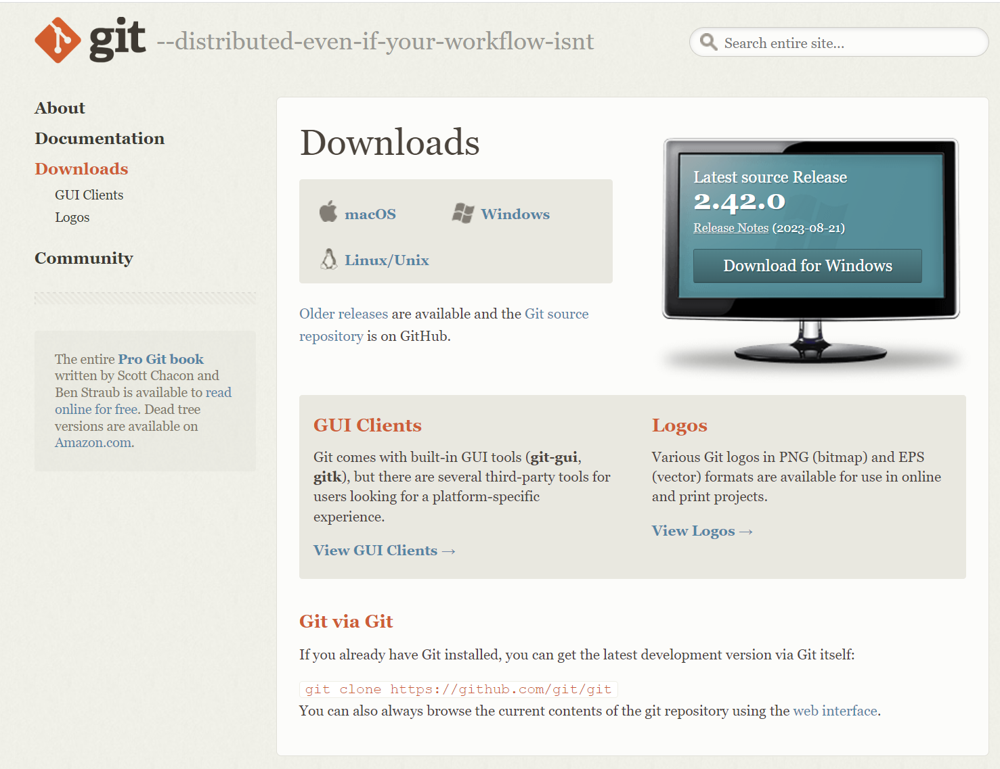 git --distributed-even-if-your-workflow-isnt
Search entire site...
About
Documentation
Downloads
GUI Clients
Logos
Community
The entire Pro Git book
written by Scott Chacon and
Ben Straub is available to read
online for free. Dead tree
versions are available on
Amazon.com.
Downloads
macOS
Windows
Linux/Unix
Older releases are available and the Git source
repository is on GitHub.
Latest source Release
2.42.0
Release Notes (2023-08-21)
Download for Windows
GUI Clients
Git comes with built-in GUI tools (git-gui,
gitk), but there are several third-party tools for
users looking for a platform-specific
experience.
View GUI Clients →
Logos
Various Git logos in PNG (bitmap) and EPS
(vector) formats are available for use in online
and print projects.
View Logos →
Git via Git
If you already have Git installed, you can get the latest development version via Git itself:
git clone https://github.com/git/git
You can also always browse the current contents of the git repository using the web interface.